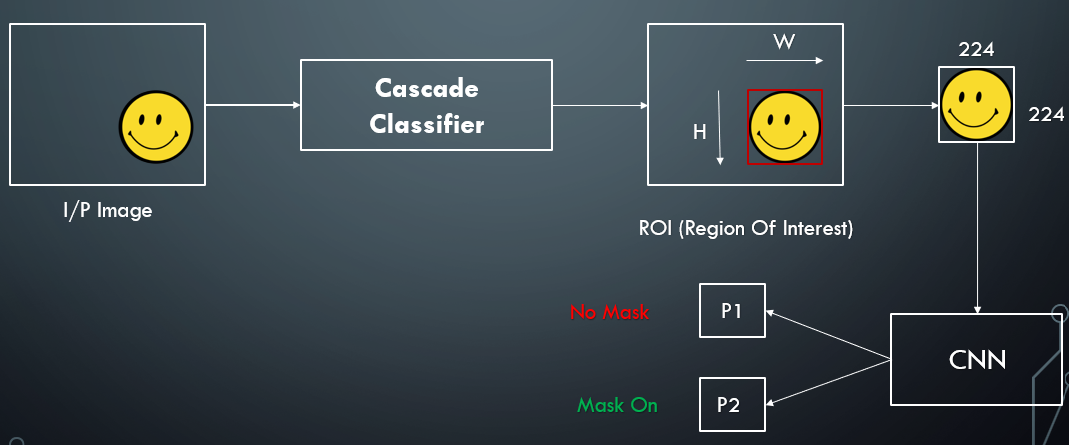 Cascade
Classifier
W
H
224
224
I/P Image
ROI (Region Of Interest)
No Mask
P1
CNN
Mask On
P2